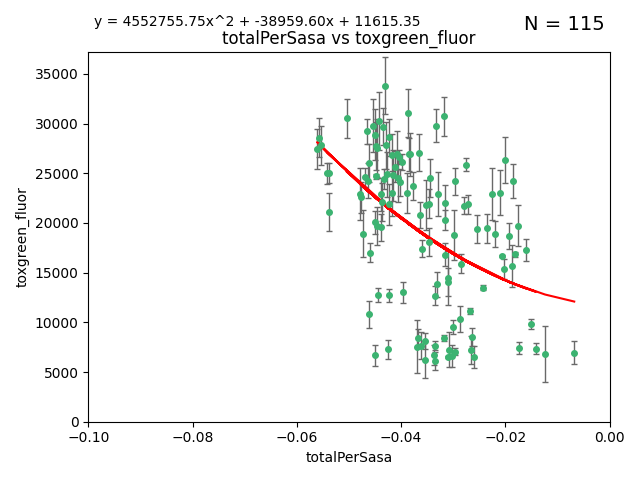 y = 4552755.75x^2 + -38959.60x + 11615.35
N = 115
totalPerSasa vs toxgreen_fluor
35000
30000
25000
20000
15000
10000
5000
0
toxgreen_fluor
−0.10
−0.08
−0.06
−0.04
−0.02
0.00
totalPerSasa